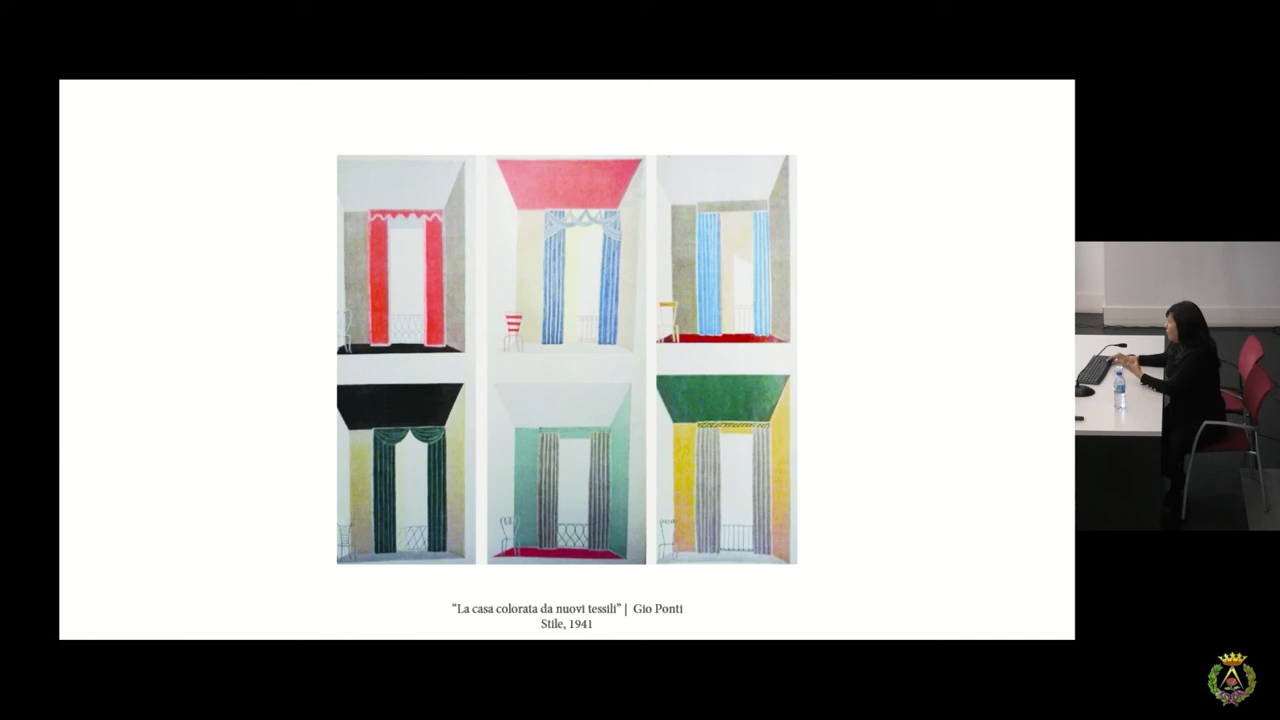 “La casa colorata da nuovi tessili” | Gio Ponti
Stile, 1941